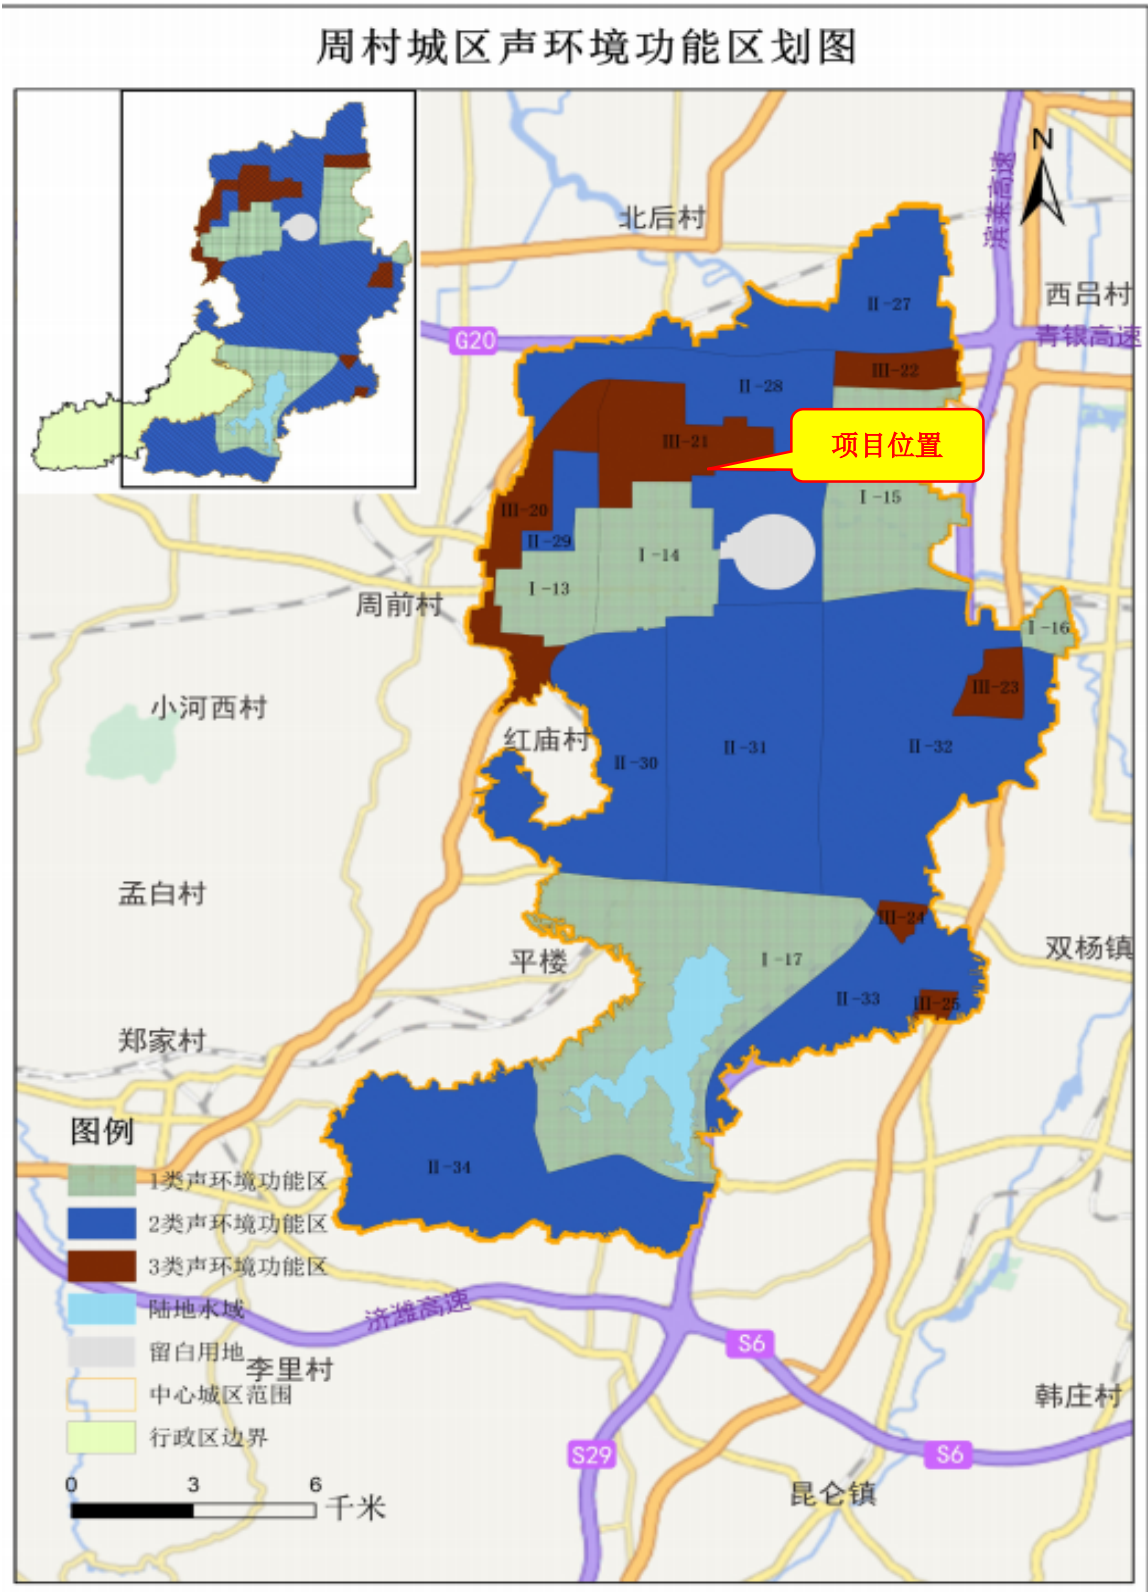 周村城区声环境功能区划图
N
滨莱高速
北后村
西吕村
II-27
青银高速
G20
III-22
II-28
III-21
项目位置
I-15
III-20
II-29
I-14
I-13
周前村
I-16
III-23
小河西村
红庙村
II-31
II-32
II-30
孟白村
III-24
双杨镇
平楼
I-17
II-33
III-25
郑家村
图例
II-34
1类声环境功能区
2类声环境功能区
3类声环境功能区
陆地水域
济潍高速
留白用地
S6
李里村
中心城区范围
韩庄村
行政区边界
S29
S6
0 3 6
千米
昆仑镇